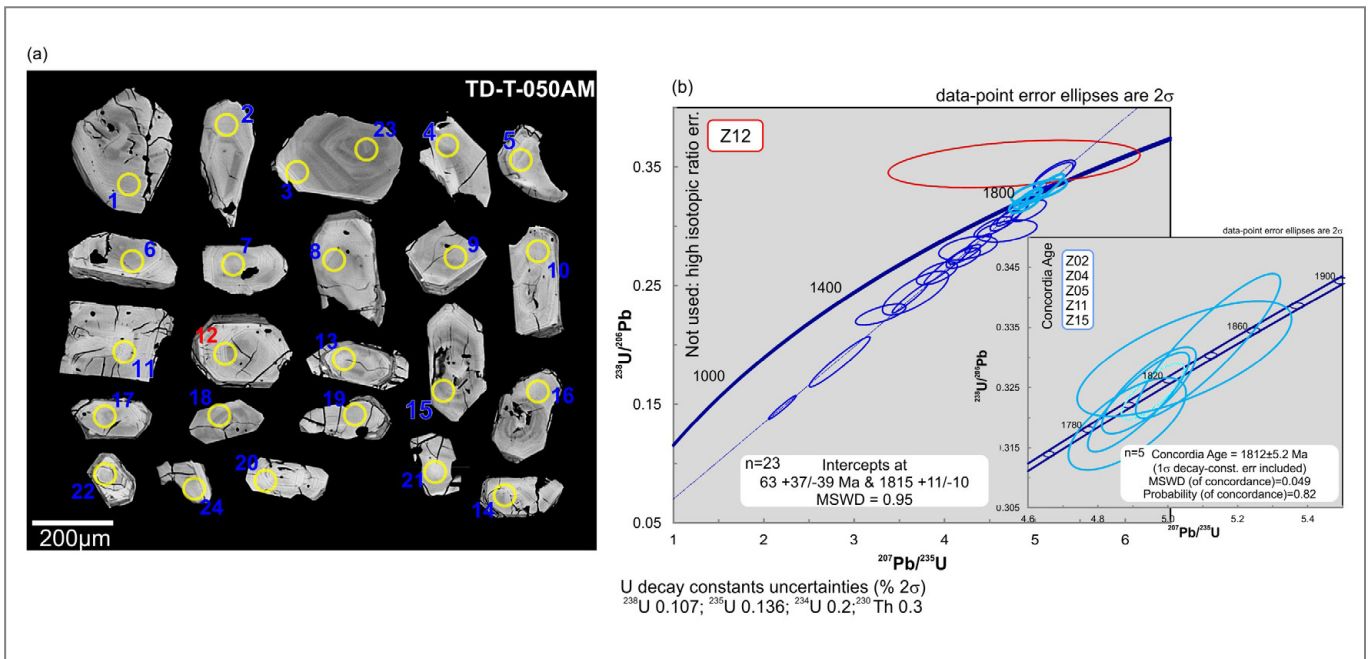 (a)
TD-T-050AM
1
2
3
23
4
5
6
7
8
9
10
11
12
13
15
16
17
18
19
20
21
22
24
14
200µm
(b)
data-point error ellipses are 2σ
Z12
Not used: high isotopic ratio err.
²³⁸U/²⁰⁶Pb
0.35
0.25
0.15
0.05
1800
1400
1000
n=23
Intercepts at
63 +37/-39 Ma & 1815 +11/-10
MSWD = 0.95
1
2
3
4
5
6
²⁰⁷Pb/²³⁵U
data-point error ellipses are 2σ
Concordia Age
Z02
Z04
Z05
Z11
Z15
²³⁸U/²⁰⁶Pb
0.345
0.335
0.325
0.315
0.305
1900
1860
1820
1780
n=5
Concordia Age = 1812±5.2 Ma
(1σ decay-const. err included)
MSWD (of concordance)=0.049
Probability (of concordance)=0.82
4.6
4.8
5.0
5.2
5.4
²⁰⁷Pb/²³⁵U
U decay constants uncertainties (% 2σ)
²³⁸U 0.107; ²³⁵U 0.136; ²³⁴U 0.2;²³⁰Th 0.3